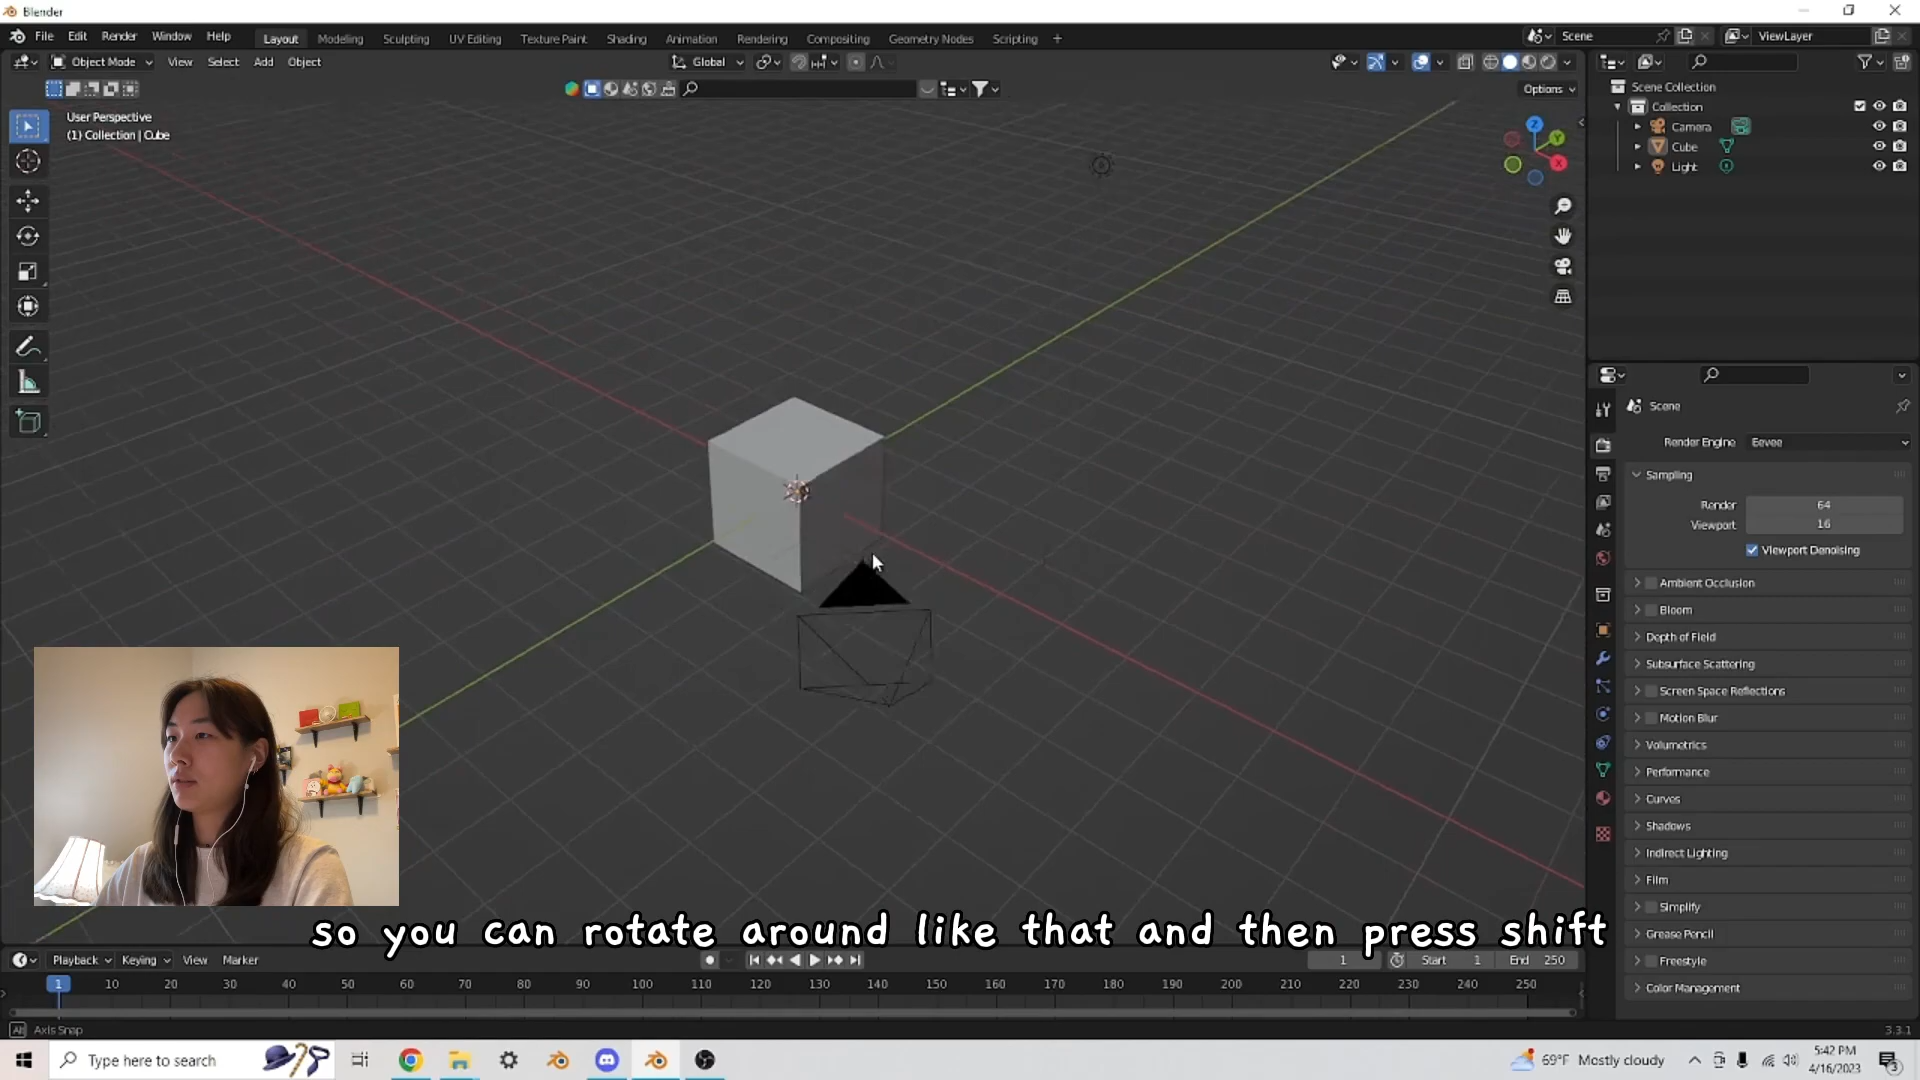 Blender
File Edit Render Window Help
Layout Modeling Sculpting UV Editing Texture Paint Shading Animation Rendering Compositing Geometry Nodes Scripting +
Scene
ViewLayer
Object Mode View Select Add Object
Global
Options
User Perspective
(1) Collection | Cube
Z
Y
X
Scene Collection
Collection
Camera
Cube
Light
Scene
Render Engine Eevee
Sampling
Render 64
Viewport 16
Viewport Denoising
Ambient Occlusion
Bloom
Depth of Field
Subsurface Scattering
Screen Space Reflections
Motion Blur
Volumetrics
Performance
Curves
Shadows
Indirect Lighting
Film
Simplify
Grease Pencil
Freestyle
Color Management
so you can rotate around like that and then press shift
Playback Keying View Marker
1 Start 1 End 250
1 10 20 30 40 50 60 70 80 90 100 110 120 130 140 150 160 170 180 190 200 210 220 230 240 250
Alt Axis Snap
3.3.1
Type here to search
69°F Mostly cloudy
5:42 PM
4/16/2023
3